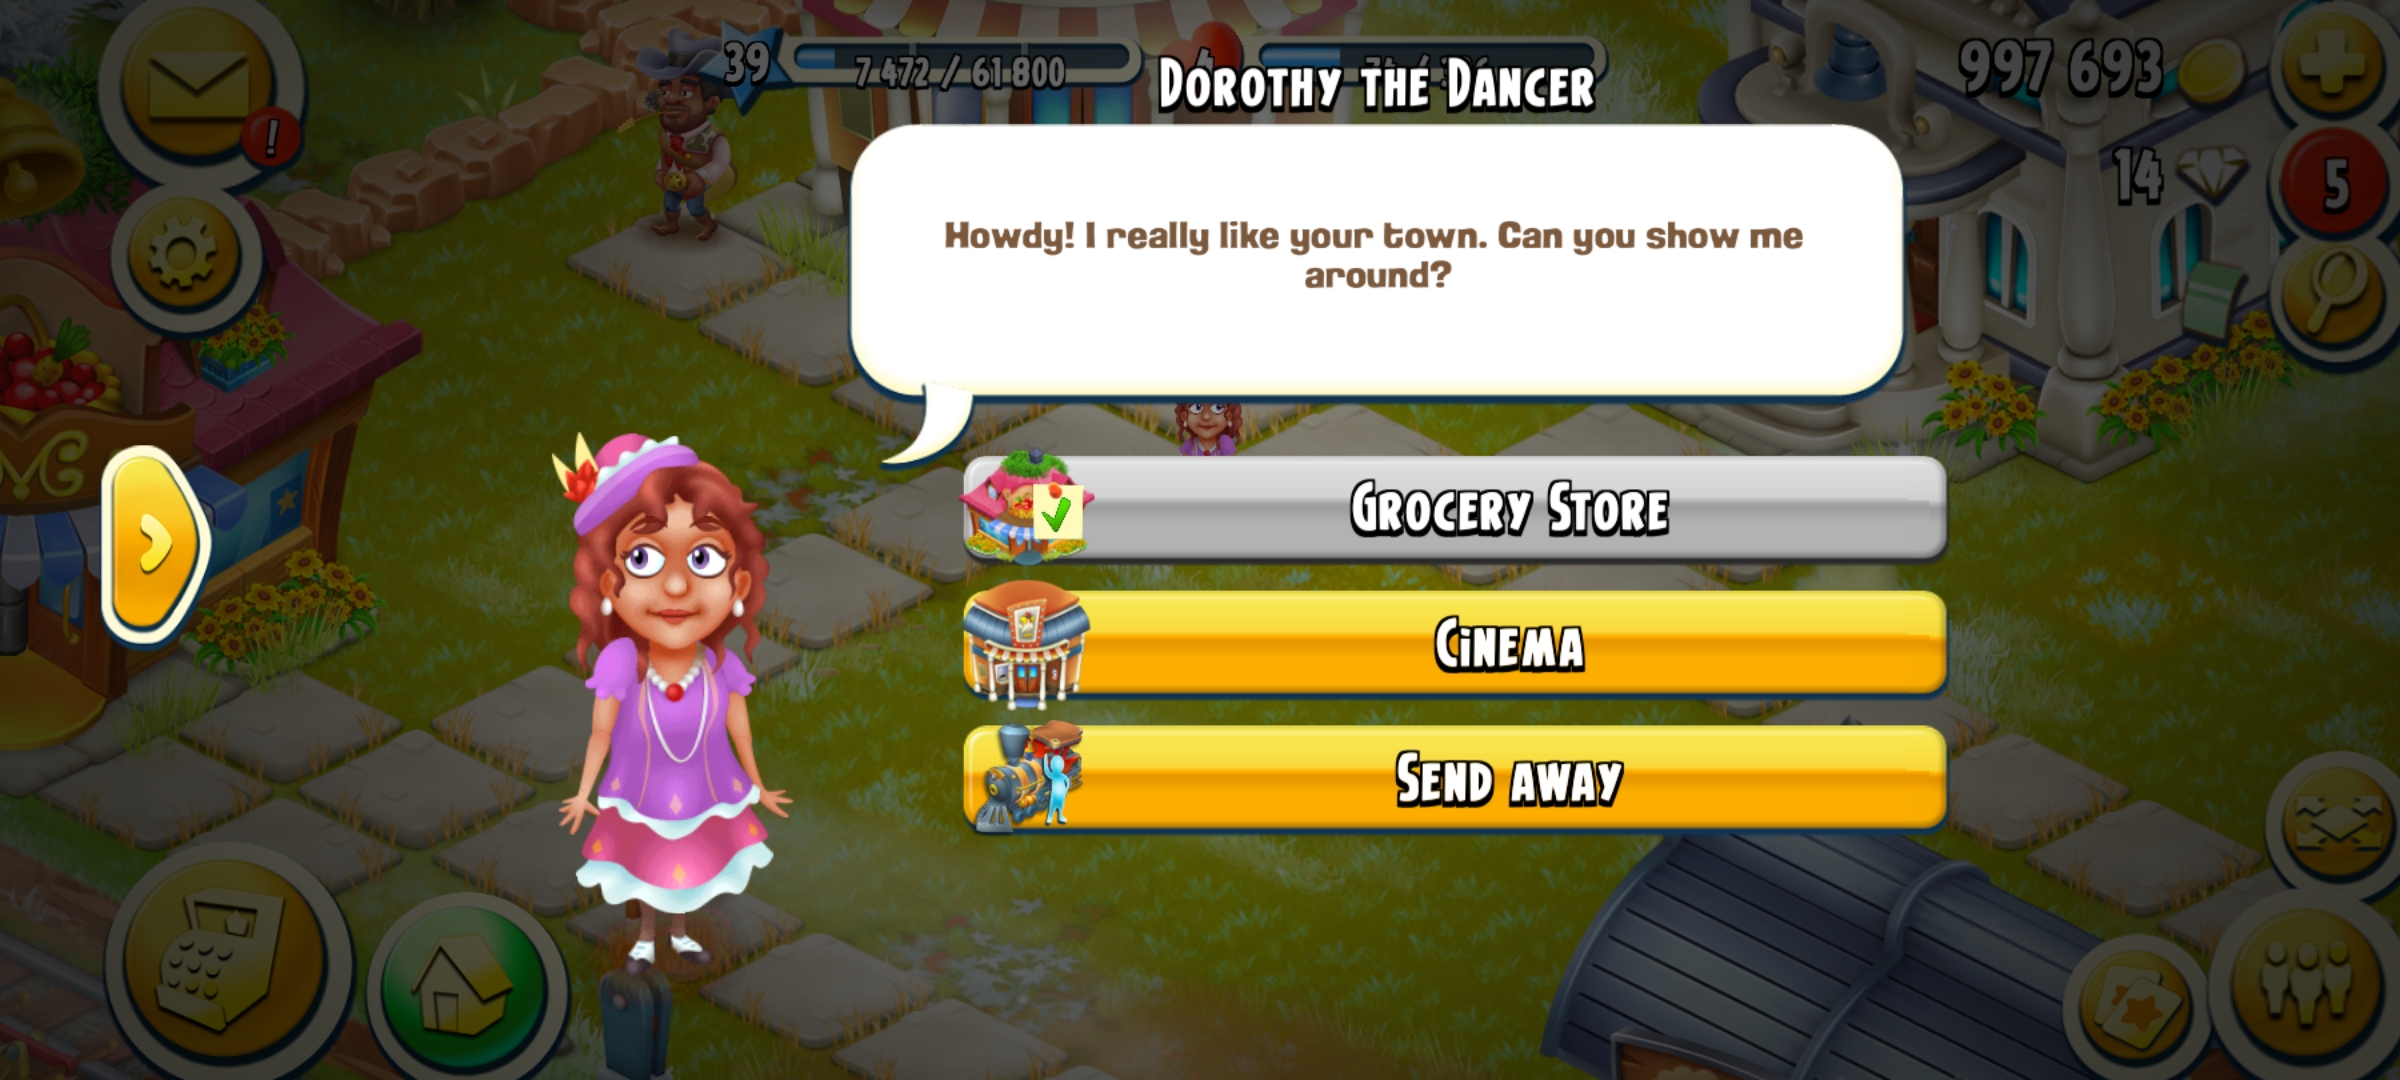 39
7 472 / 61 800
4
997 693
DOROTHY THE DANCER
!
14
5
Howdy! I really like your town. Can you show me
around?
GROCERY STORE
CINEMA
SEND AWAY